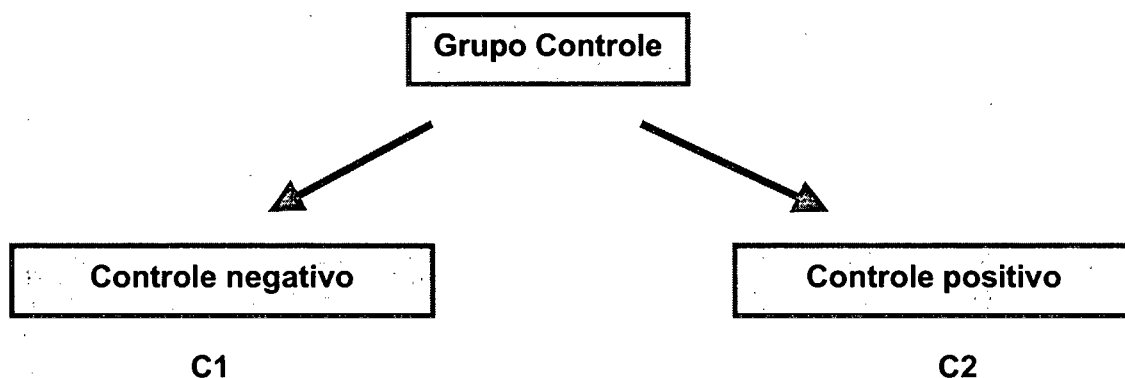 Grupo Controle
Controle negativo
Controle positivo
C1
C2